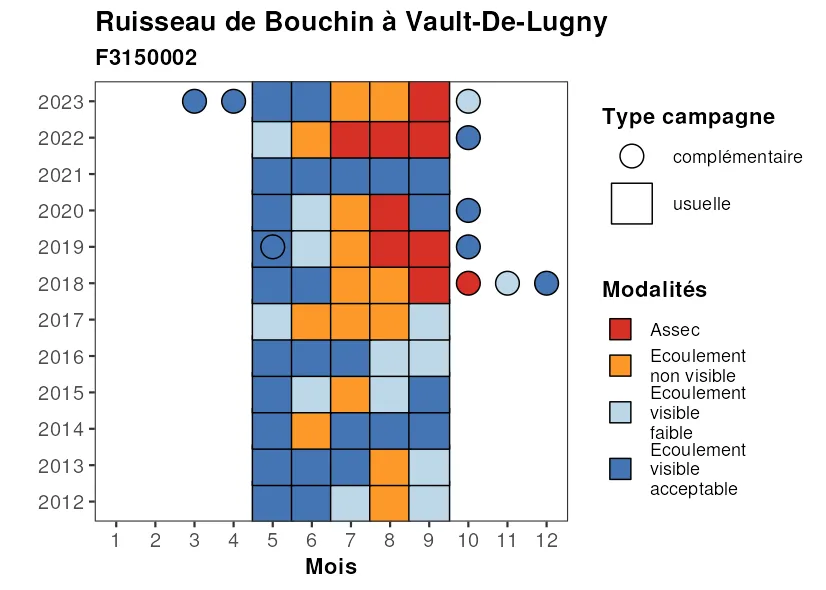 Ruisseau de Bouchin à Vault-De-Lugny
F3150002
2023
2022
2021
2020
2019
2018
2017
2016
2015
2014
2013
2012
1 2 3 4 5 6 7 8 9 10 11 12
Mois
Type campagne
complémentaire
usuelle
Modalités
Assec
Ecoulement
non visible
Ecoulement
visible
faible
Ecoulement
visible
acceptable